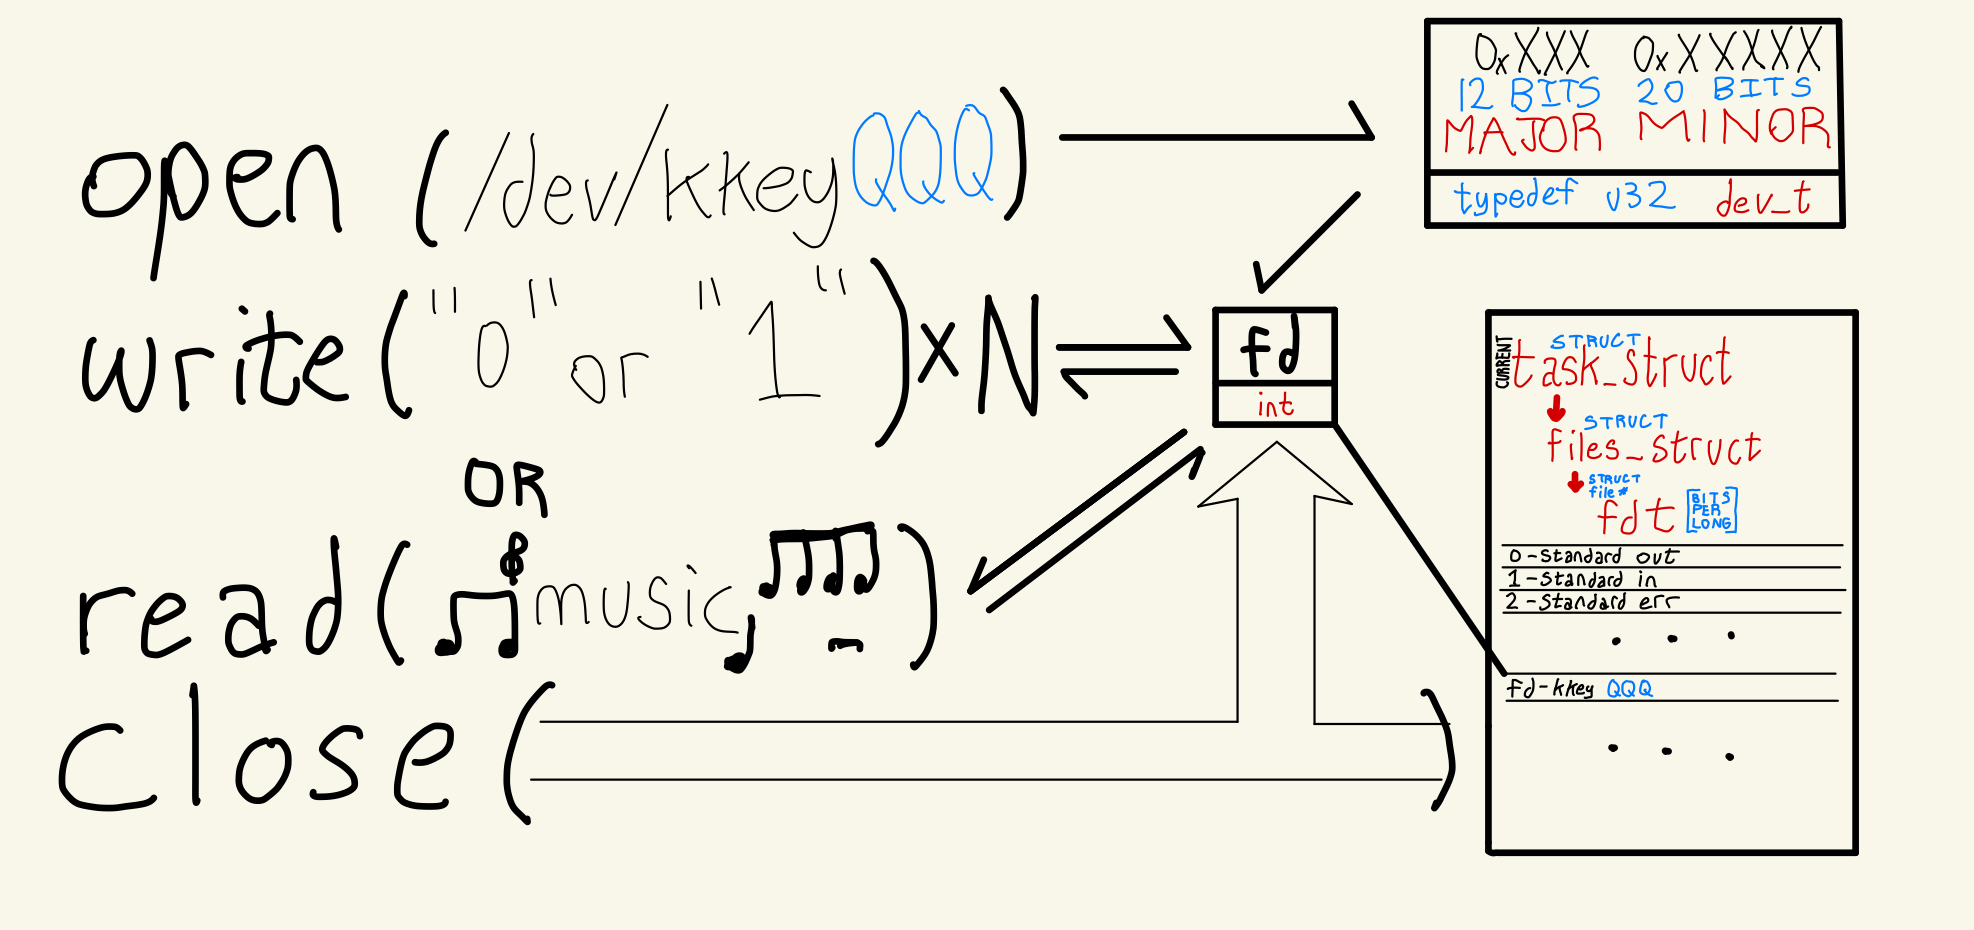 open (/dev/kkeyQQQ)
write("0" or "1")xN
OR
read(music, )
close( )
0xXXX 0xXXXXX
12 BITS 20 BITS
MAJOR MINOR
typedef u32 dev_t
fd
int
CURRENT
STRUCT
task_struct
STRUCT
files_struct
STRUCT
file*
fdt [BITS
PER
LONG]
0-Standard out
1-Standard in
2-Standard err
. . .
fd-kkey QQQ
. . .